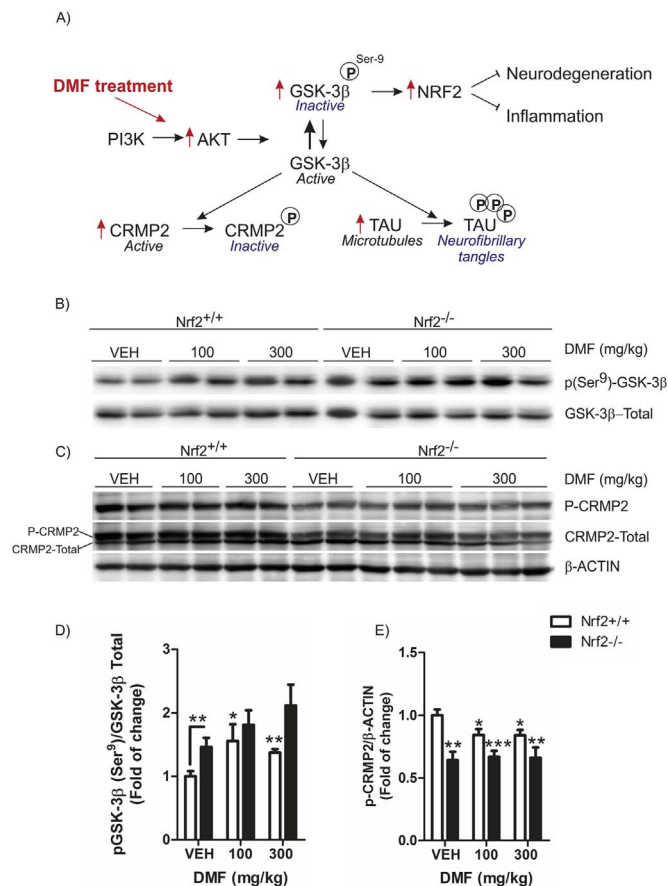 A)
DMF treatment
PI3K
AKT
GSK-3β
Inactive
P
Ser-9
NRF2
Neurodegeneration
Inflammation
GSK-3β
Active
CRMP2
Active
CRMP2
P
Inactive
TAU
Microtubules
P P P
TAU
Neurofibrillary
tangles
B)
Nrf2+/+ Nrf2-/-
VEH 100 300 VEH 100 300 DMF (mg/kg)
p(Ser9)-GSK-3β
GSK-3β–Total
C)
Nrf2+/+ Nrf2-/-
VEH 100 300 VEH 100 300 DMF (mg/kg)
P-CRMP2
P-CRMP2
CRMP2-Total
CRMP2-Total
β-ACTIN
D)
pGSK-3β (Ser9)/GSK-3β Total
(Fold of change)
3
2
1
0
** * **
VEH 100 300
DMF (mg/kg)
Nrf2+/+
Nrf2-/-
E)
p-CRMP2/β-ACTIN
(Fold of change)
1.5
1.0
0.5
0.0
** * *** * **
VEH 100 300
DMF (mg/kg)